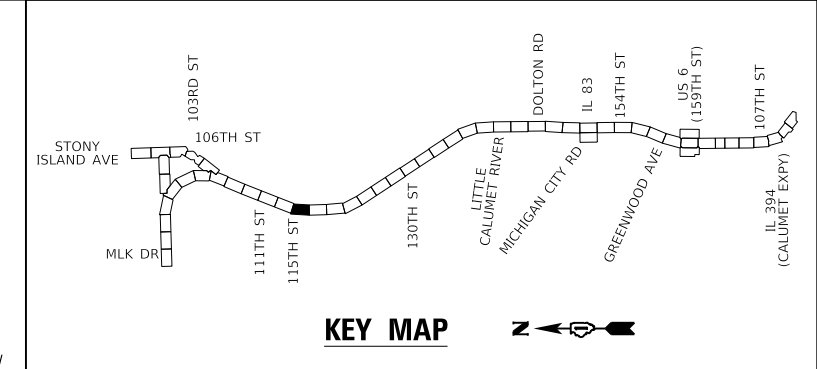 103RD ST
106TH ST
STONY
ISLAND AVE
MLK DR
111TH ST
115TH ST
130TH ST
LITTLE
CALUMET RIVER
DOLTON RD
MICHIGAN CITY RD
IL 83
154TH ST
GREENWOOD AVE
US 6
(159TH ST)
107TH ST
IL 394
(CALUMET EXPY)
KEY MAP
N